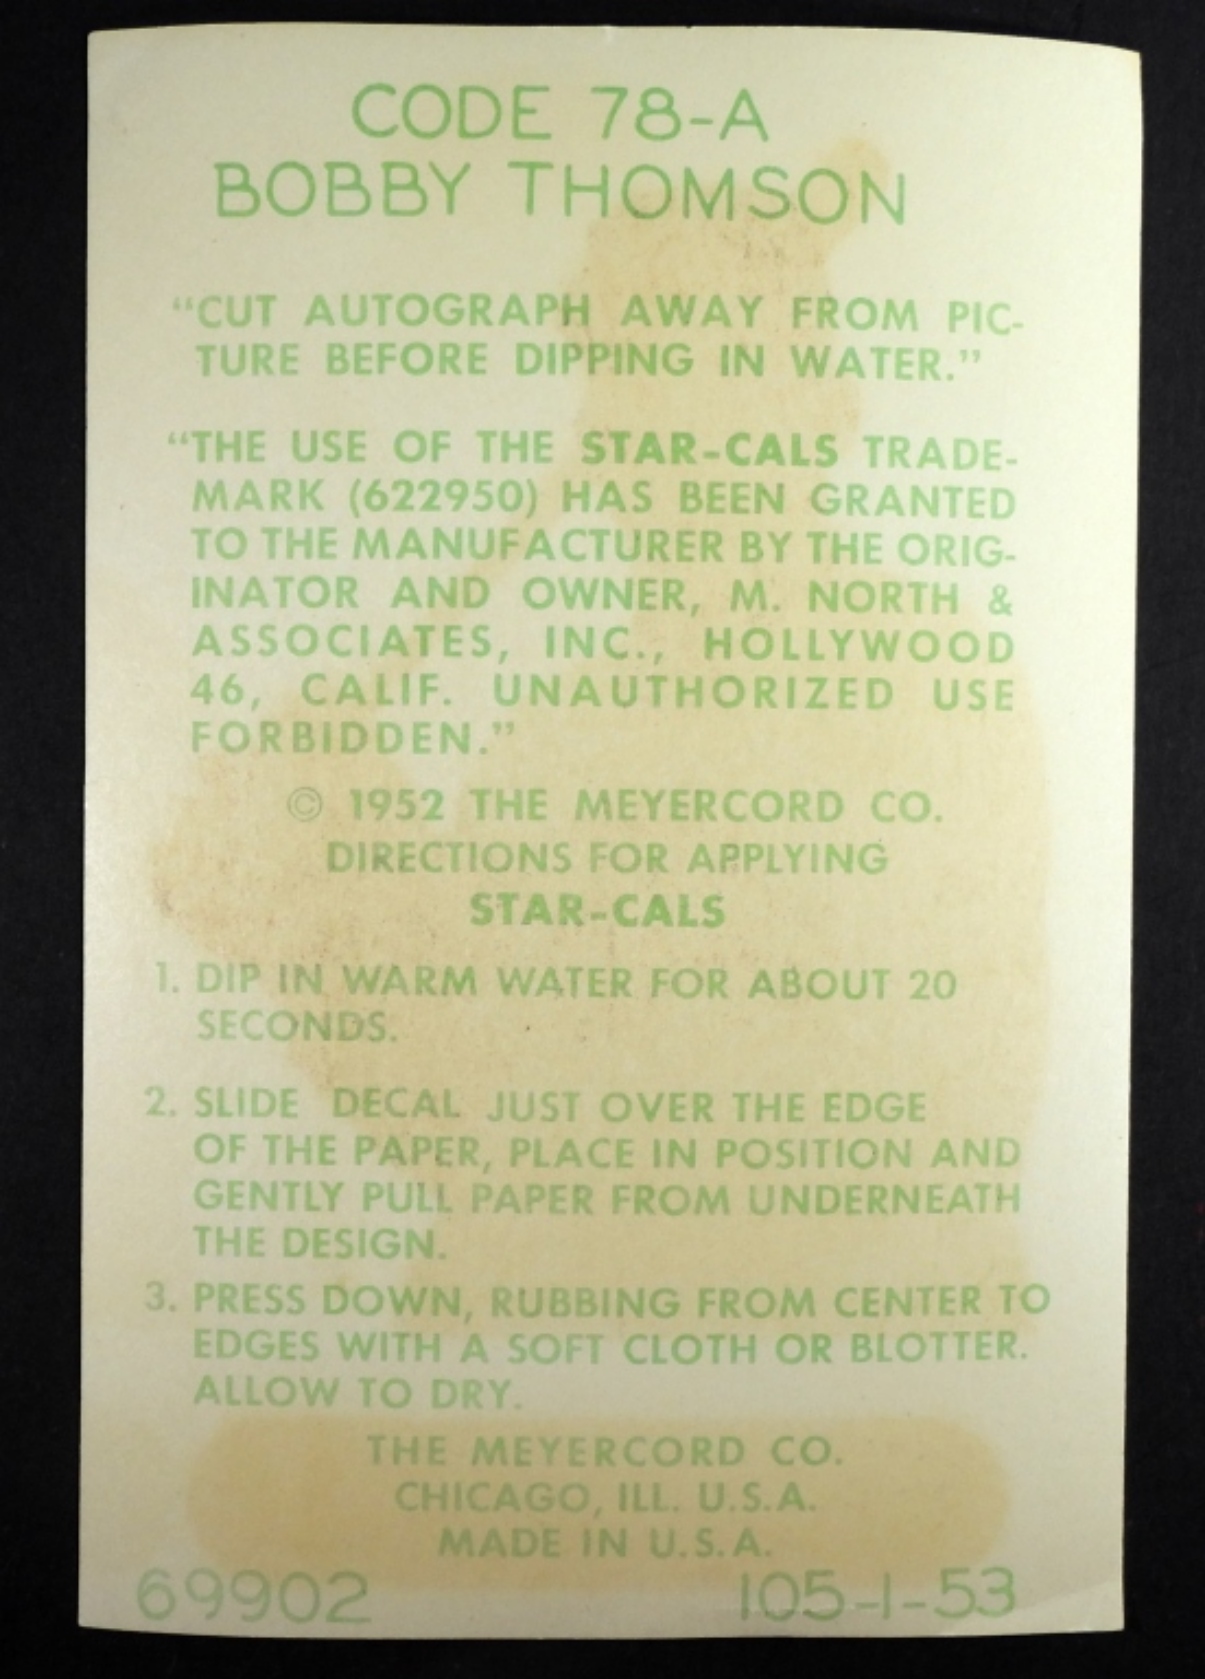 CODE 78-A
BOBBY THOMSON
“CUT AUTOGRAPH AWAY FROM PIC-
TURE BEFORE DIPPING IN WATER.”
“THE USE OF THE STAR-CALS TRADE-
MARK (622950) HAS BEEN GRANTED
TO THE MANUFACTURER BY THE ORIG-
INATOR AND OWNER, M. NORTH &
ASSOCIATES, INC., HOLLYWOOD
46, CALIF. UNAUTHORIZED USE
FORBIDDEN.”
© 1952 THE MEYERCORD CO.
DIRECTIONS FOR APPLYING
STAR-CALS
1. DIP IN WARM WATER FOR ABOUT 20
SECONDS.
2. SLIDE DECAL JUST OVER THE EDGE
OF THE PAPER, PLACE IN POSITION AND
GENTLY PULL PAPER FROM UNDERNEATH
THE DESIGN.
3. PRESS DOWN, RUBBING FROM CENTER TO
EDGES WITH A SOFT CLOTH OR BLOTTER.
ALLOW TO DRY.
THE MEYERCORD CO.
CHICAGO, ILL. U.S.A.
MADE IN U.S.A.
69902 105-1-53